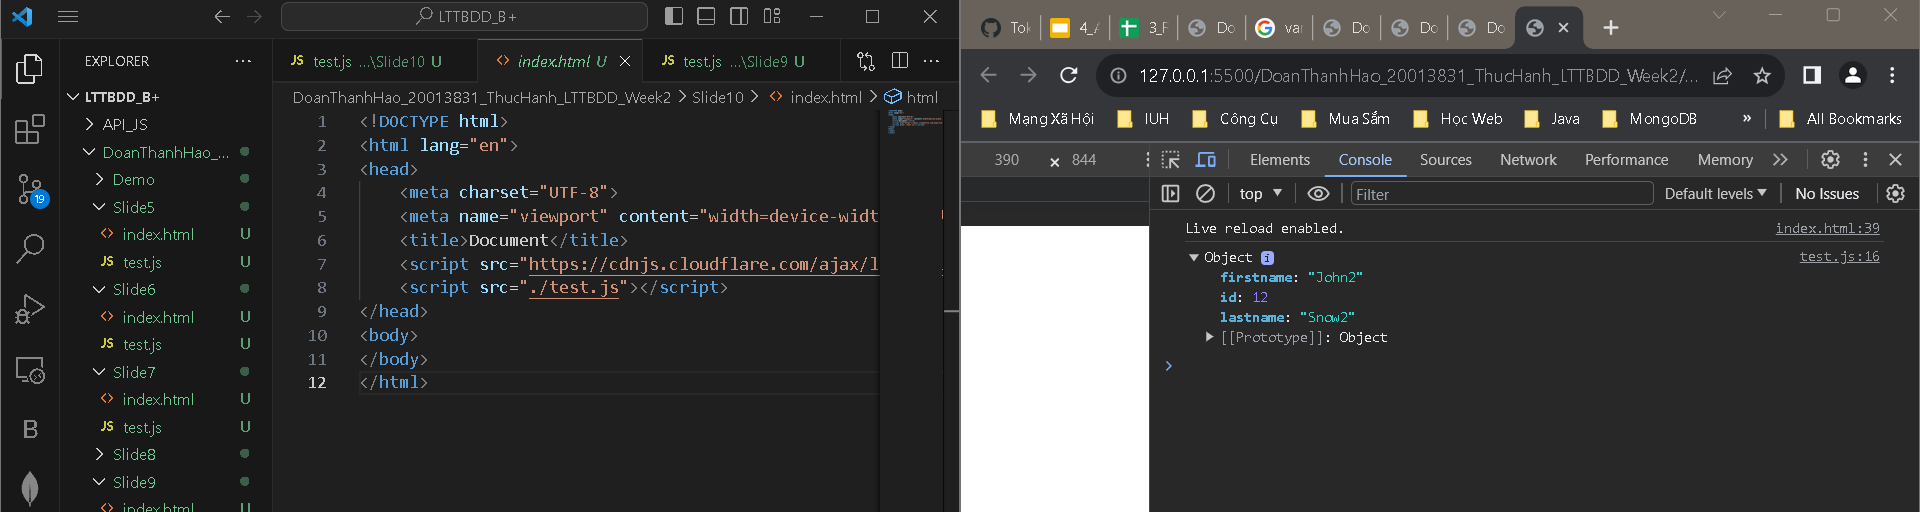 LTTBDD_B+
EXPLORER
LTTBDD_B+
API_JS
DoanThanhHao_...
Demo
Slide5
index.html U
JS test.js U
Slide6
index.html U
JS test.js U
Slide7
index.html U
JS test.js U
Slide8
Slide9
index.html U
19
B
JS test.js ...\Slide10 U
index.html U
JS test.js ...\Slide9 U
DoanThanhHao_20013831_ThucHanh_LTTBDD_Week2 > Slide10 > index.html > html
1 <!DOCTYPE html>
2 <html lang="en">
3 <head>
4 <meta charset="UTF-8">
5 <meta name="viewport" content="width=device-widt
6 <title>Document</title>
7 <script src="https://cdnjs.cloudflare.com/ajax/l
8 <script src="./test.js"></script>
9 </head>
10 <body>
11 </body>
12 </html>
Tok 4_A 3_F Do var Do Do Do
127.0.0.1:5500/DoanThanhHao_20013831_ThucHanh_LTTBDD_Week2/...
Mạng Xã Hội IUH Công Cụ Mua Sắm Học Web Java MongoDB » All Bookmarks
390 × 844
Elements Console Sources Network Performance Memory
top Filter Default levels No Issues
Live reload enabled. index.html:39
Object i test.js:16
firstname: "John2"
id: 12
lastname: "Snow2"
[[Prototype]]: Object